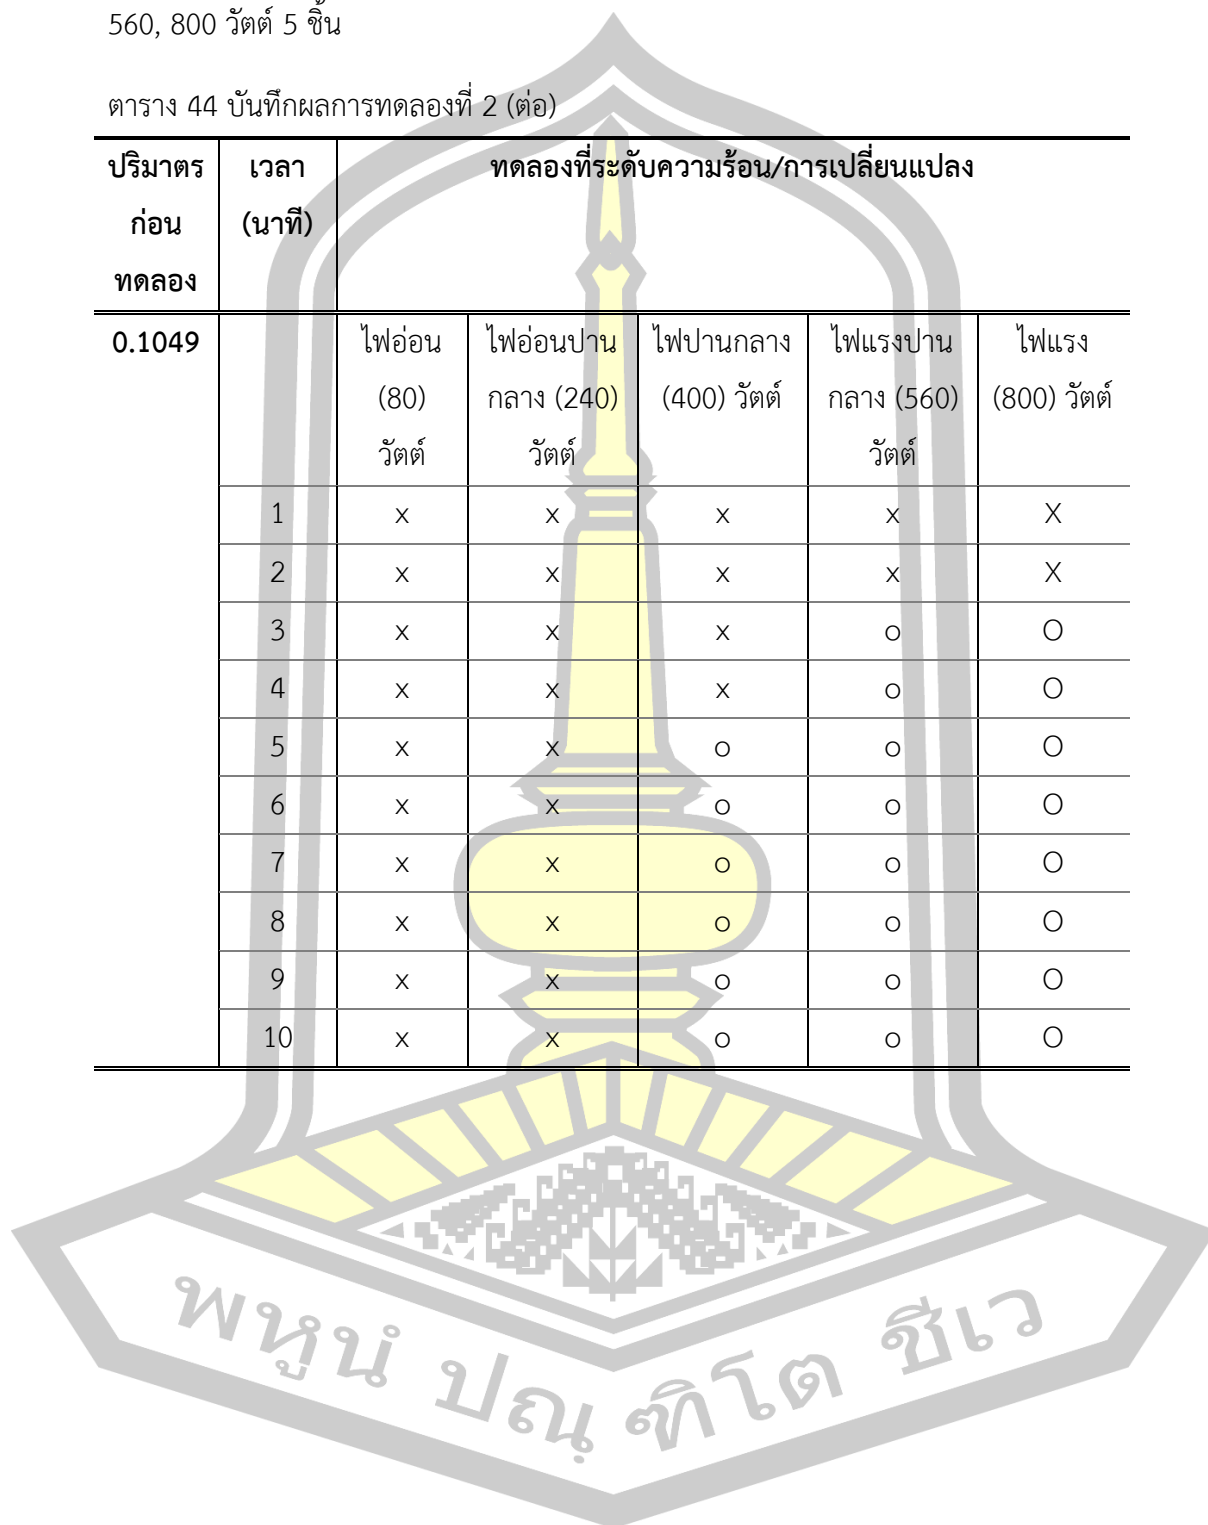 560, 800 วัตต์ 5 ชิ้น
ตาราง 44 บันทึกผลการทดลองที่ 2 (ต่อ)
ปริมาตร เวลา ทดลองที่ระดับความร้อน/การเปลี่ยนแปลง
ก่อน (นาที)
ทดลอง
0.1049 ไฟอ่อน ไฟอ่อนปาน ไฟปานกลาง ไฟแรงปาน ไฟแรง
(80) กลาง (240) (400) วัตต์ กลาง (560) (800) วัตต์
วัตต์ วัตต์ วัตต์
1 x x x x X
2 x x x x X
3 x x x o O
4 x x x o O
5 x x o o O
6 x x o o O
7 x x o o O
8 x x o o O
9 x x o o O
10 x x o o O
พหูนํ ปณฺฑิโต ชีเว